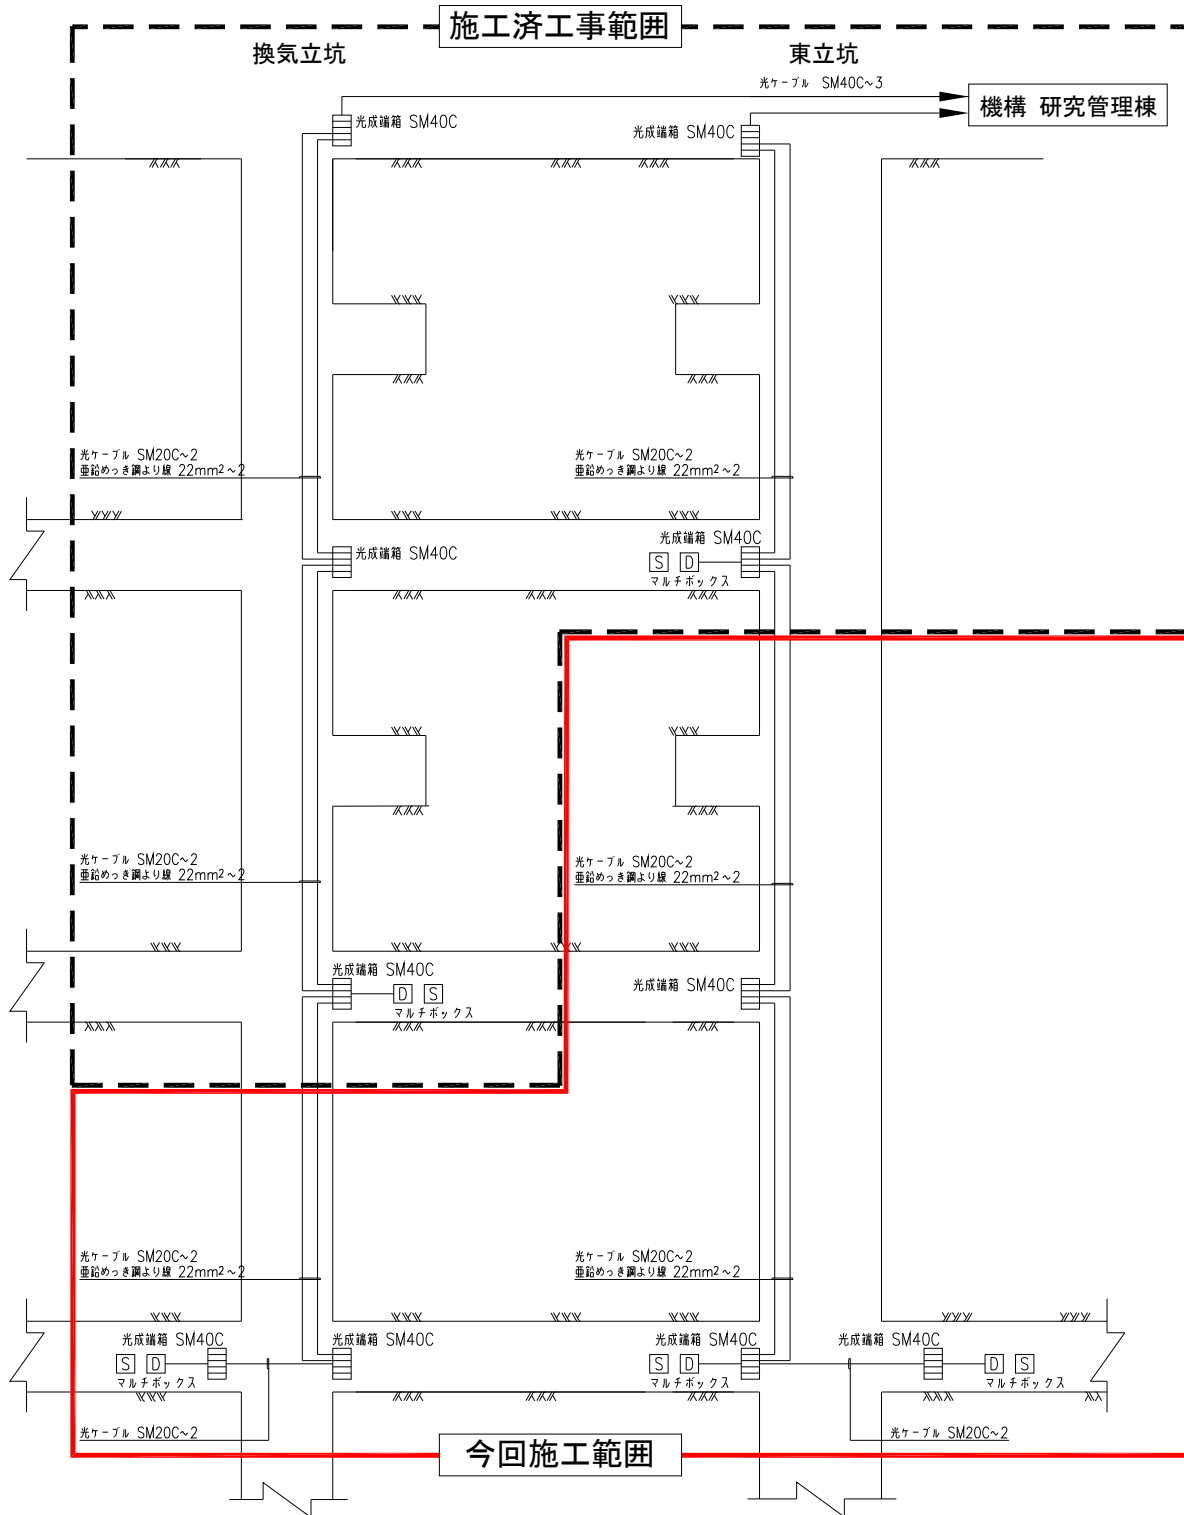 施工済工事範囲
換気立坑
東立坑
光ケーブル SM40C~3
機構 研究管理棟
光成端箱 SM40C
光成端箱 SM40C
光ケーブル SM20C~2
亜鉛めっき鋼より線 22mm²~2
光ケーブル SM20C~2
亜鉛めっき鋼より線 22mm²~2
光成端箱 SM40C
光成端箱 SM40C
S D
マルチボックス
光ケーブル SM20C~2
亜鉛めっき鋼より線 22mm²~2
光ケーブル SM20C~2
亜鉛めっき鋼より線 22mm²~2
光成端箱 SM40C
D S
マルチボックス
光成端箱 SM40C
光ケーブル SM20C~2
亜鉛めっき鋼より線 22mm²~2
光ケーブル SM20C~2
亜鉛めっき鋼より線 22mm²~2
光成端箱 SM40C
光成端箱 SM40C
光成端箱 SM40C
光成端箱 SM40C
S D
S D
D S
マルチボックス
マルチボックス
マルチボックス
光ケーブル SM20C~2
光ケーブル SM20C~2
今回施工範囲